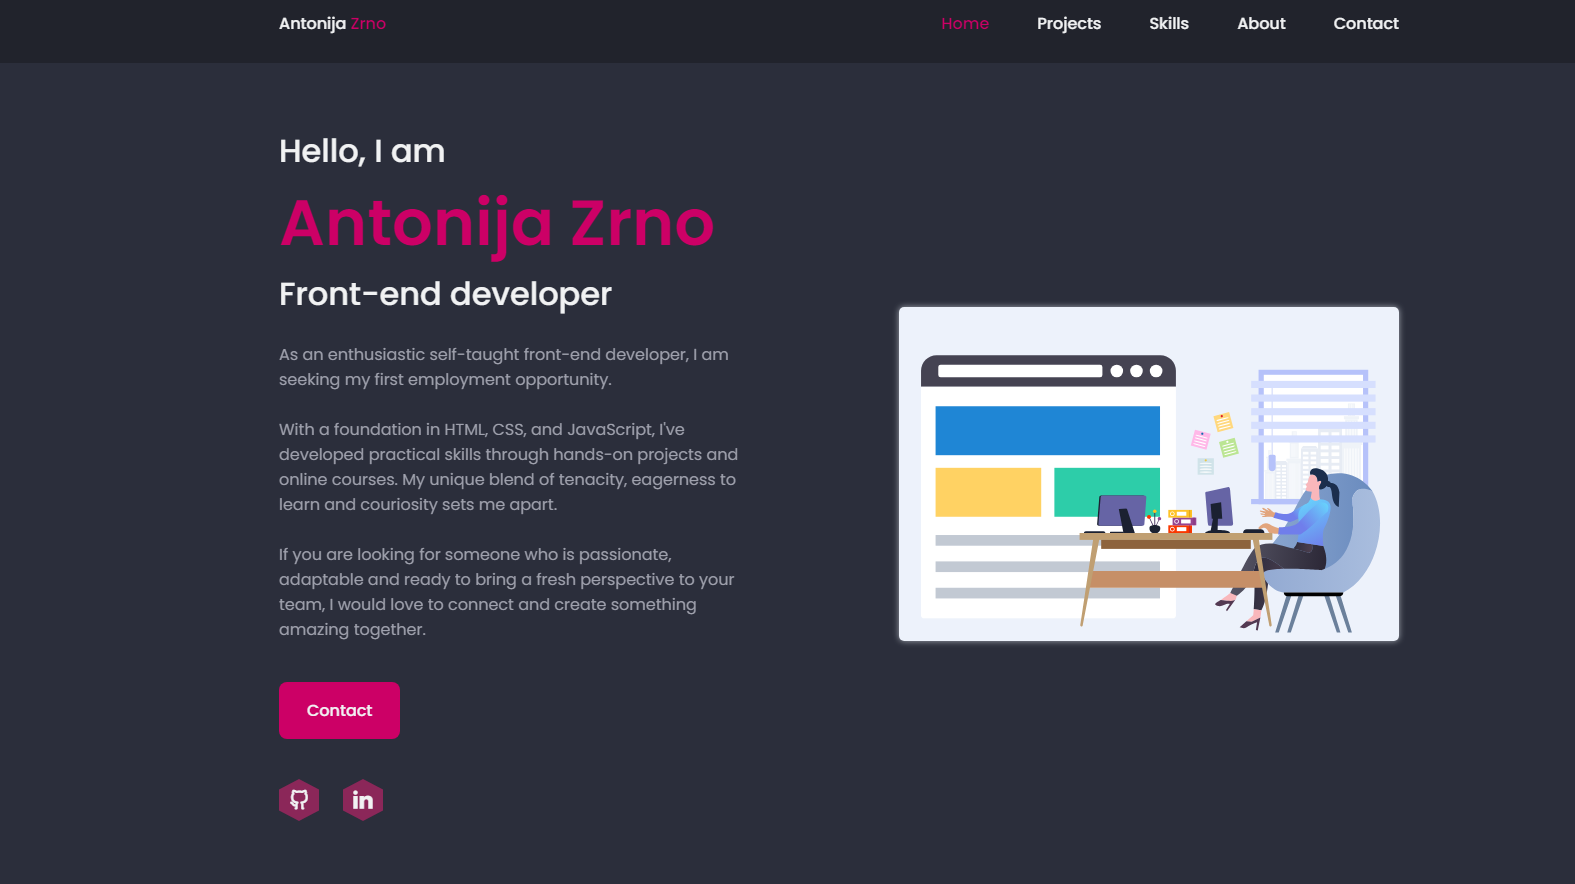 Antonija Zrno
Home Projects Skills About Contact
Hello, I am
Antonija Zrno
Front-end developer
As an enthusiastic self-taught front-end developer, I am
seeking my first employment opportunity.
With a foundation in HTML, CSS, and JavaScript, I've
developed practical skills through hands-on projects and
online courses. My unique blend of tenacity, eagerness to
learn and couriosity sets me apart.
If you are looking for someone who is passionate,
adaptable and ready to bring a fresh perspective to your
team, I would love to connect and create something
amazing together.
Contact
in